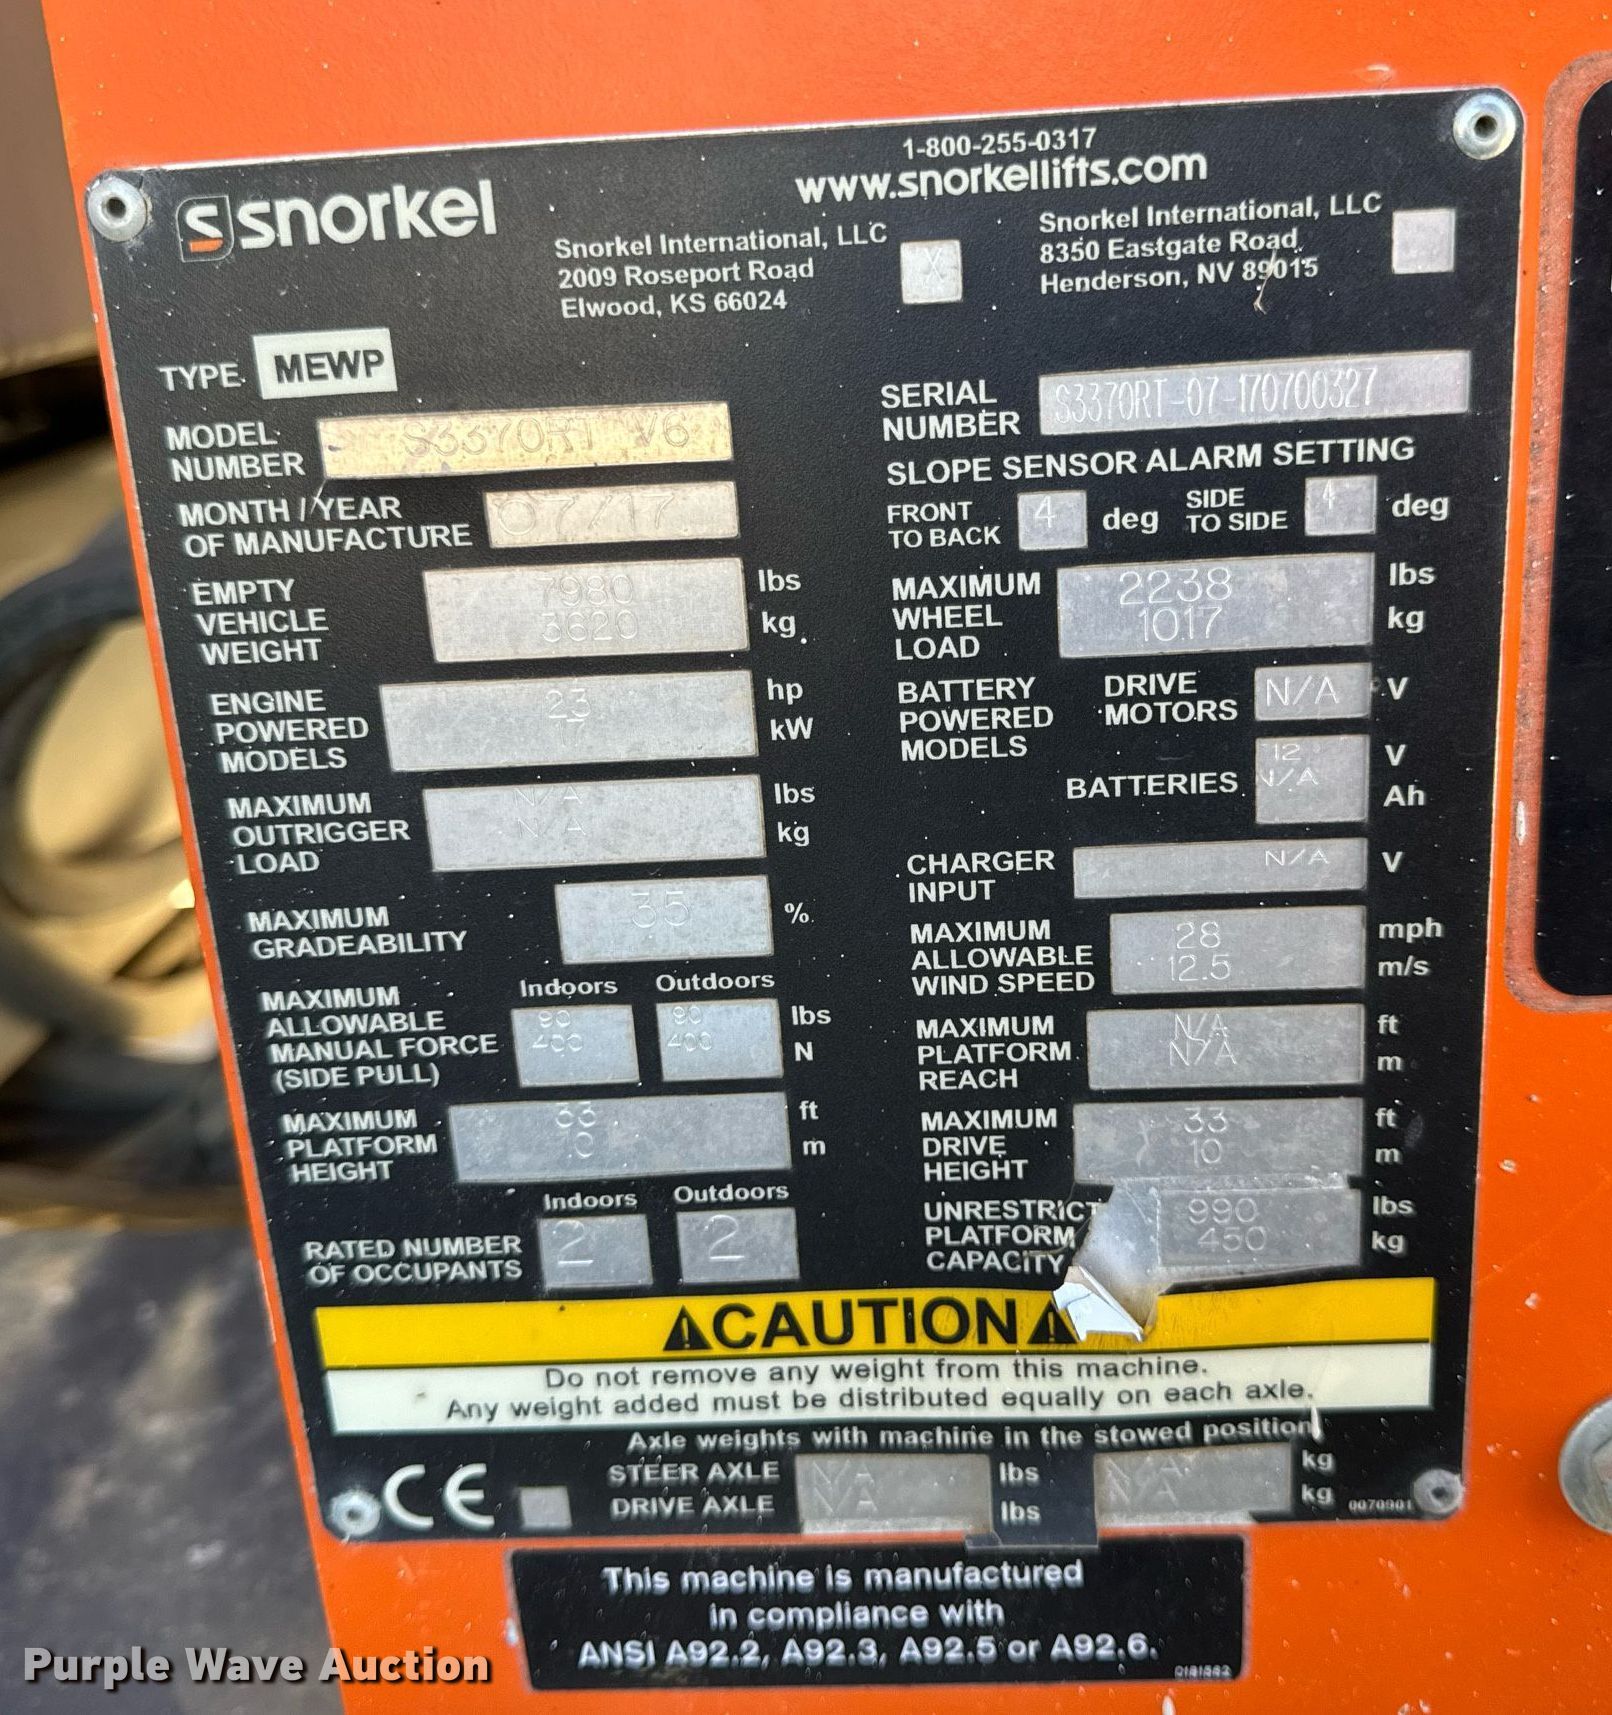 1-800-255-0317
www.snorkellifts.com
S snorkel
Snorkel International, LLC
2009 Roseport Road
Elwood, KS 66024
X
Snorkel International, LLC
8350 Eastgate Road
Henderson, NV 89015
TYPE MEWP
MODEL
NUMBER
S3370RT V6
MONTH / YEAR
OF MANUFACTURE
07/17
EMPTY
VEHICLE
WEIGHT
7980 lbs
3620 kg
ENGINE
POWERED
MODELS
23 hp
17 kW
MAXIMUM
OUTRIGGER
LOAD
N/A lbs
N/A kg
MAXIMUM
GRADEABILITY
35 %
MAXIMUM
ALLOWABLE
MANUAL FORCE
(SIDE PULL)
Indoors Outdoors
90 90 lbs
400 400 N
MAXIMUM
PLATFORM
HEIGHT
33 ft
10 m
RATED NUMBER
OF OCCUPANTS
Indoors Outdoors
2 2
SERIAL
NUMBER
S3370RT-07-170700327
SLOPE SENSOR ALARM SETTING
FRONT
TO BACK
4 deg
SIDE
TO SIDE
4 deg
MAXIMUM
WHEEL
LOAD
2238 lbs
1017 kg
BATTERY
POWERED
MODELS
DRIVE
MOTORS
N/A V
BATTERIES
12 V
N/A Ah
CHARGER
INPUT
N/A V
MAXIMUM
ALLOWABLE
WIND SPEED
28 mph
12.5 m/s
MAXIMUM
PLATFORM
REACH
N/A ft
N/A m
MAXIMUM
DRIVE
HEIGHT
33 ft
10 m
UNRESTRICT
PLATFORM
CAPACITY
990 lbs
450 kg
CAUTION
Do not remove any weight from this machine.
Any weight added must be distributed equally on each axle.
Axle weights with machine in the stowed position
STEER AXLE N/A lbs N/A kg
DRIVE AXLE N/A lbs N/A kg
CE
0070901
This machine is manufactured
in compliance with
ANSI A92.2, A92.3, A92.5 or A92.6.
0181582
Purple Wave Auction